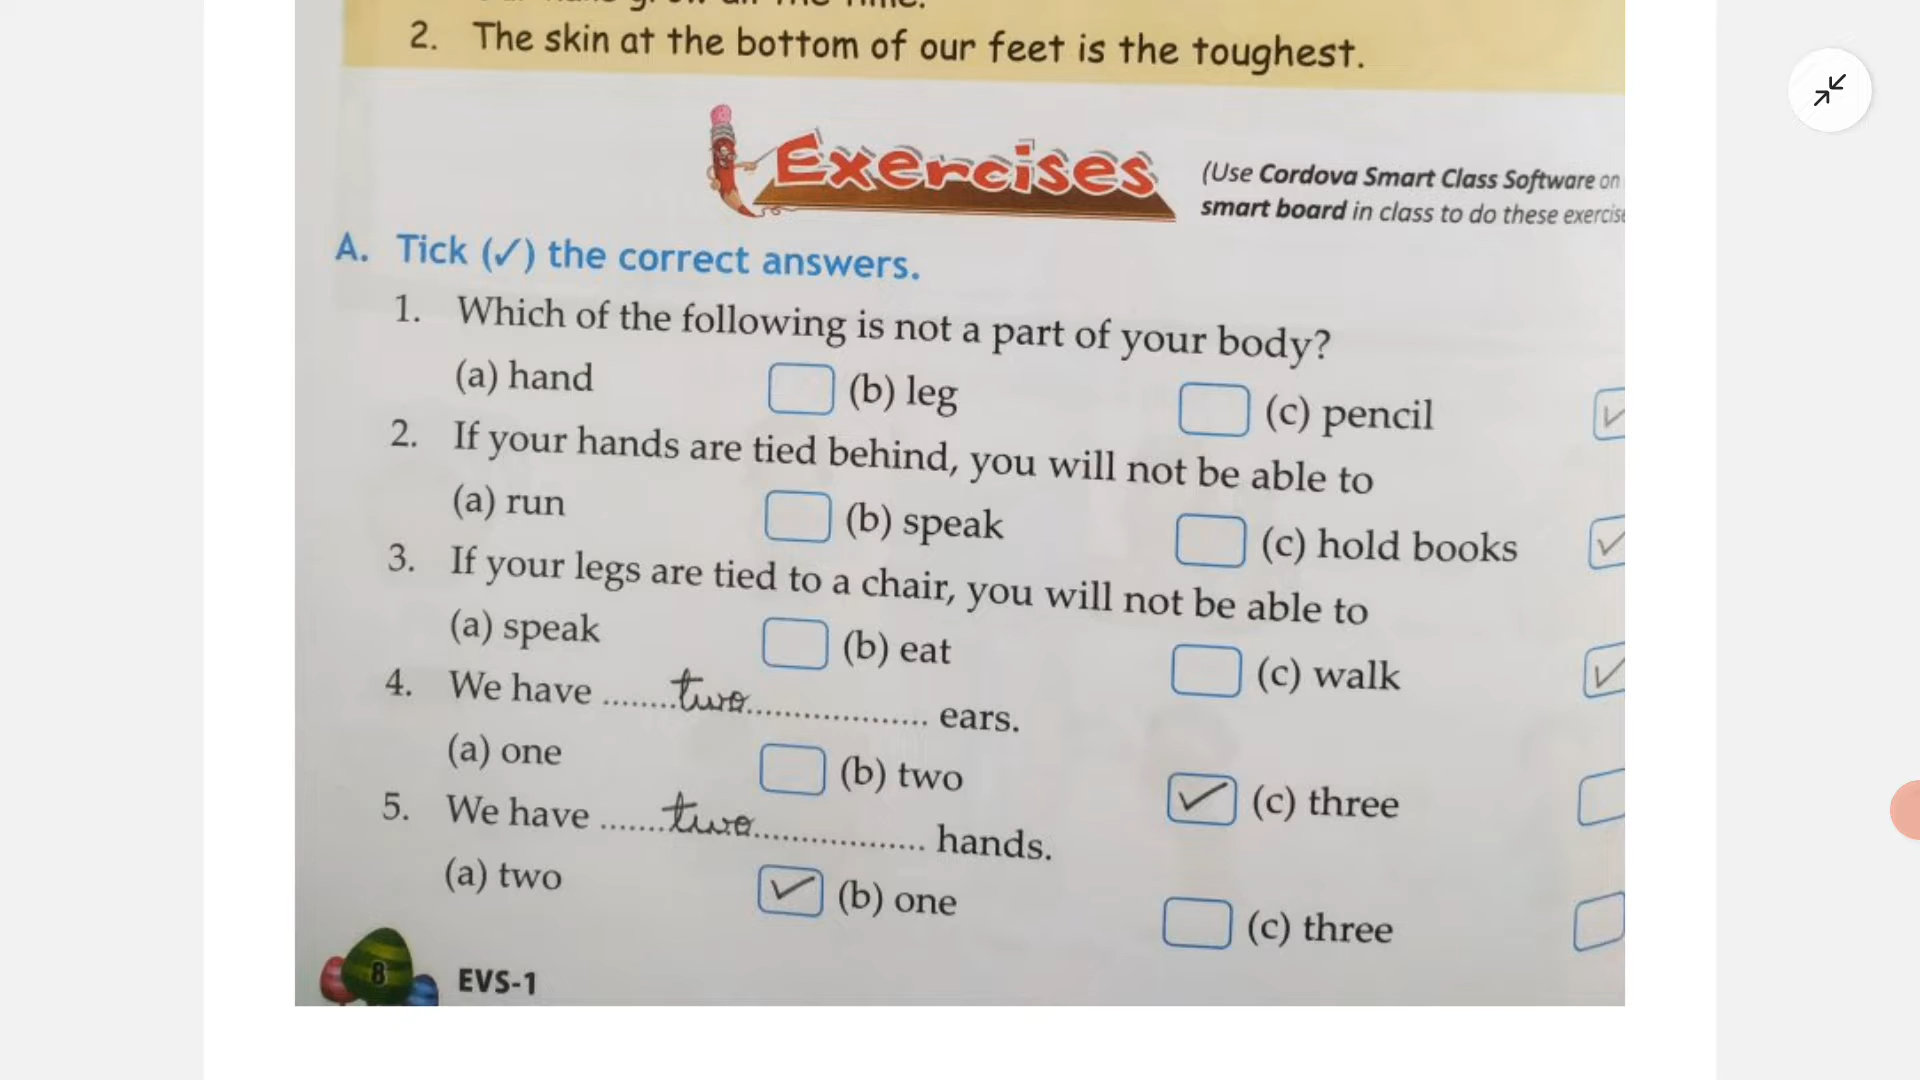 2. The skin at the bottom of our feet is the toughest.
Exercises
(Use Cordova Smart Class Software on
smart board in class to do these
A. Tick (✓) the correct answers.
1. Which of the following is not a part of your body?
(a) hand (b) leg (c) pencil ✓
2. If your hands are tied behind, you will not be able to
(a) run (b) speak (c) hold books ✓
3. If your legs are tied to a chair, you will not be able to
(a) speak (b) eat (c) walk ✓
4. We have ........two.................... ears.
(a) one (b) two ✓ (c) three
5. We have .......two................... hands.
(a) two ✓ (b) one (c) three
8 EVS-1